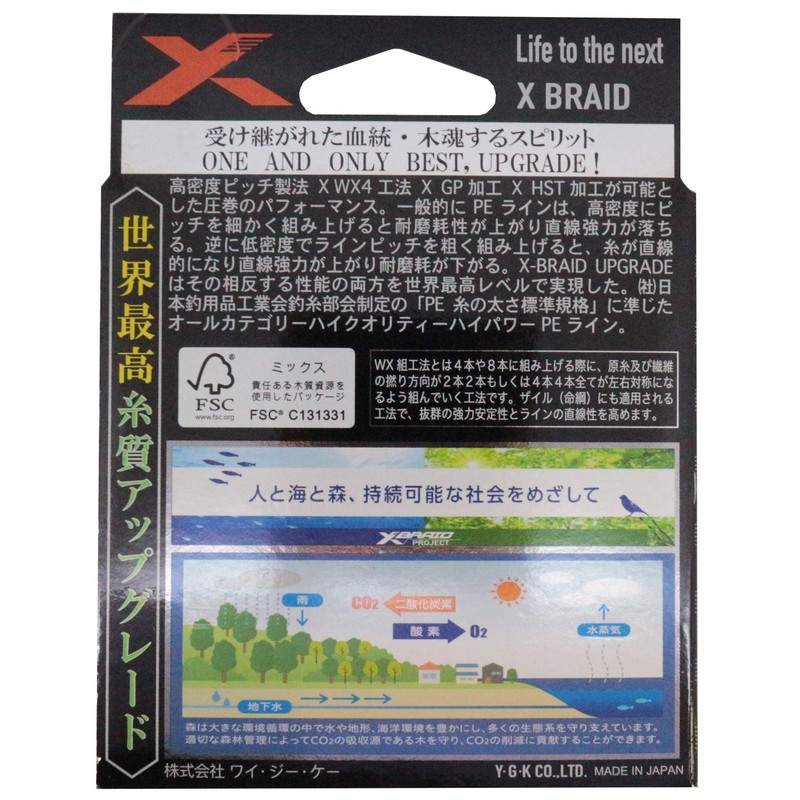 Life to the next
X BRAID
受け継がれた血統・木魂するスピリット
ONE AND ONLY BEST, UPGRADE!
世界最高糸質アップグレード
高密度ピッチ製法 X WX4 工法 X GP 加工 X HST 加工が可能と
した圧巻のパフォーマンス。一般的に PE ラインは、高密度にピ
ッチを細かく組み上げると耐磨耗性が上がり直線強力が落ち
る。逆に低密度でラインピッチを粗く組み上げると、糸が直線
的になり直線強力が上がり耐磨耗が下がる。X-BRAID UPGRADE
はその相反する性能の両方を世界最高レベルで実現した。㈳日
本釣用品工業会釣糸部会制定の「PE 糸の太さ標準規格」に準じた
オールカテゴリーハイクオリティーハイパワー PE ライン。
FSC®
www.fsc.org
ミックス
責任ある木質資源を
使用したパッケージ
FSC® C131331
WX 組工法とは4本や8本に組み上げる際に、原糸及び繊維
の撚り方向が2本2本もしくは4本4本全てが左右対称にな
るよう組んでいく工法です。ザイル(命綱)にも適用される
工法で、抜群の強力安定性とラインの直線性を高めます。
人と海と森、持続可能な社会をめざして
X-BRAID
PROJECT
雨
CO₂
二酸化炭素
酸素
O₂
水蒸気
地下水
森は大きな環境循環の中で水や地形、海洋環境を豊かにし、多くの生態系を守り支えています。
適切な森林管理によってCO₂の吸収源である木を守り、CO₂の削減に貢献することができます。
株式会社 ワイ・ジー・ケー
Y·G·K CO.,LTD. MADE IN JAPAN